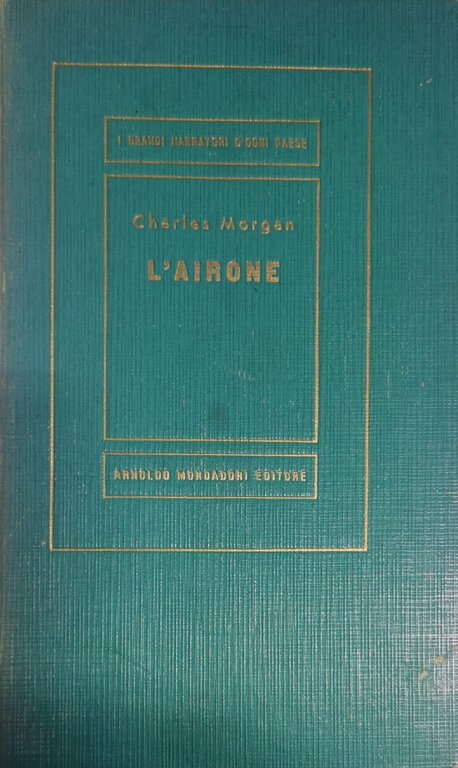 I GRANDI NARRATORI D'OGNI PAESE
Charles Morgan
L'AIRONE
ARNOLDO MONDADORI EDITORE